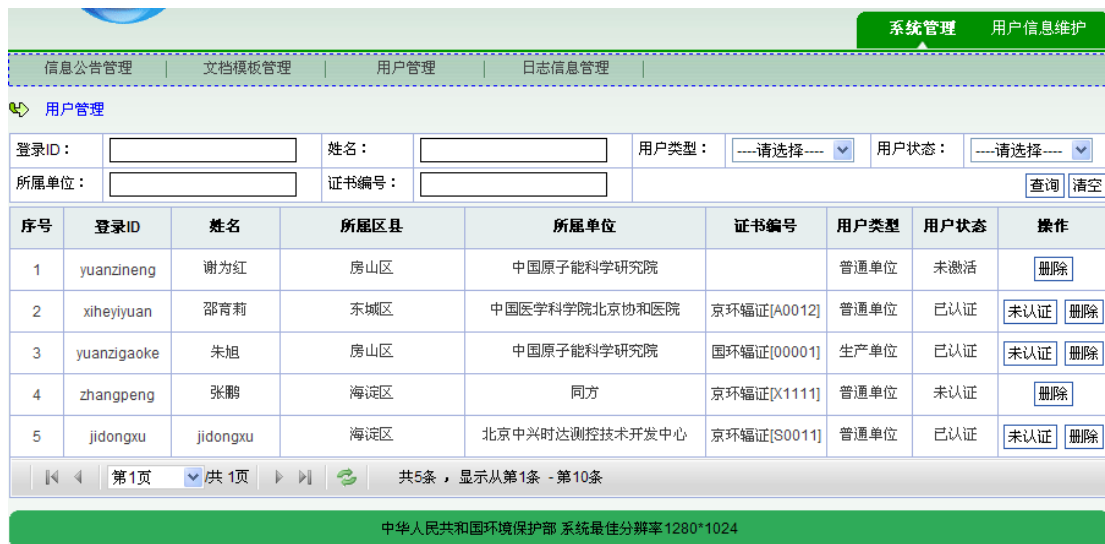 系统管理 用户信息维护
信息公告管理 | 文档模板管理 | 用户管理 | 日志信息管理 |
用户管理
登录ID： 姓名： 用户类型： ----请选择---- 用户状态： ----请选择----
所属单位： 证书编号： 查询 清空
序号 登录ID 姓名 所属区县 所属单位 证书编号 用户类型 用户状态 操作
1 yuanzineng 谢为红 房山区 中国原子能科学研究院 普通单位 未激活 删除
2 xiheyiyuan 邵育莉 东城区 中国医学科学院北京协和医院 京环辐证[A0012] 普通单位 已认证 未认证 删除
3 yuanzigaoke 朱旭 房山区 中国原子能科学研究院 国环辐证[00001] 生产单位 已认证 未认证 删除
4 zhangpeng 张鹏 海淀区 同方 京环辐证[X1111] 普通单位 未认证 删除
5 jidongxu jidongxu 海淀区 北京中兴时达测控技术开发中心 京环辐证[S0011] 普通单位 已认证 未认证 删除
第1页 /共 1页 共5条 ，显示从第1条 - 第10条
中华人民共和国环境保护部 系统最佳分辨率1280*1024